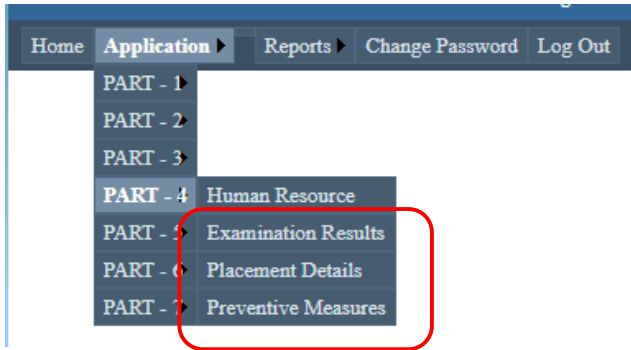 Home Application Reports Change Password Log Out
PART - 1
PART - 2
PART - 3
PART - 4 Human Resource
PART - 5 Examination Results
PART - 6 Placement Details
PART - 7 Preventive Measures